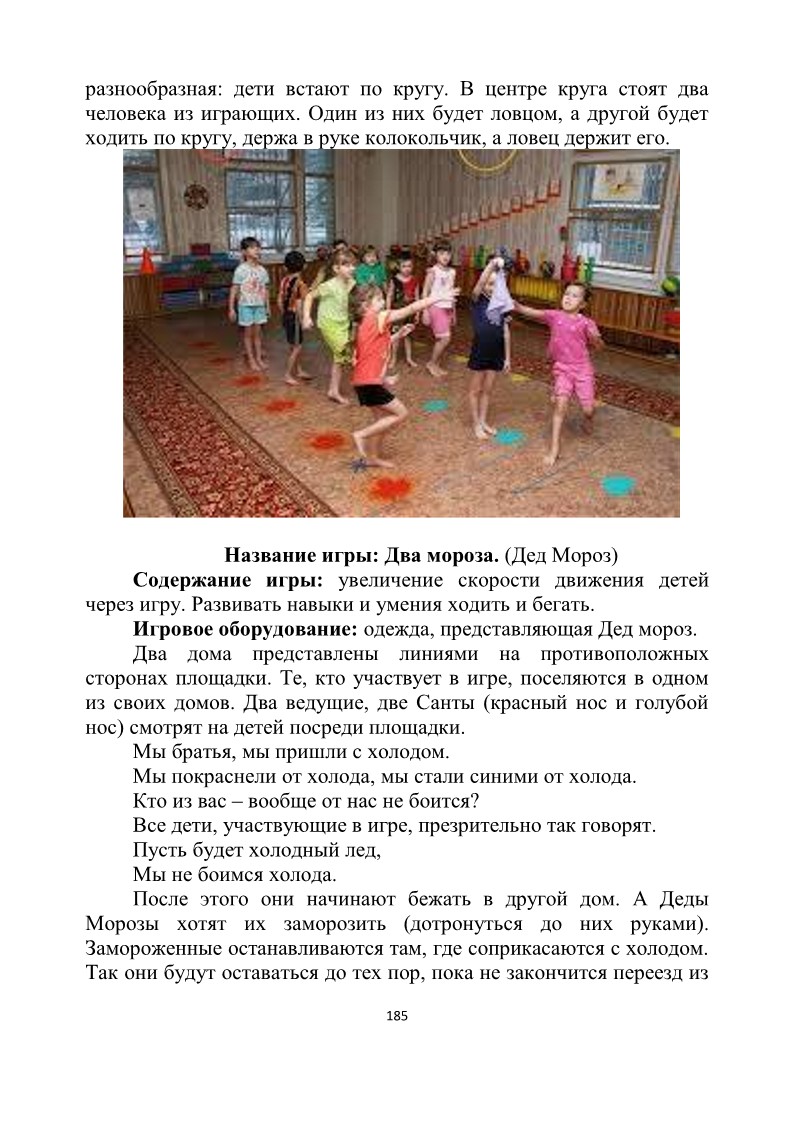 разнообразная: дети встают по кругу. В центре круга стоят два
человека из играющих. Один из них будет ловцом, а другой будет
ходить по кругу, держа в руке колокольчик, а ловец держит его.
Название игры: Два мороза. (Дед Мороз)
Содержание игры: увеличение скорости движения детей
через игру. Развивать навыки и умения ходить и бегать.
Игровое оборудование: одежда, представляющая Дед мороз.
Два дома представлены линиями на противоположных
сторонах площадки. Те, кто участвует в игре, поселяются в одном
из своих домов. Два ведущие, две Санты (красный нос и голубой
нос) смотрят на детей посреди площадки.
Мы братья, мы пришли с холодом.
Мы покраснели от холода, мы стали синими от холода.
Кто из вас – вообще от нас не боится?
Все дети, участвующие в игре, презрительно так говорят.
Пусть будет холодный лед,
Мы не боимся холода.
После этого они начинают бежать в другой дом. А Деды
Морозы хотят их заморозить (дотронуться до них руками).
Замороженные останавливаются там, где соприкасаются с холодом.
Так они будут оставаться до тех пор, пока не закончится переезд из
185